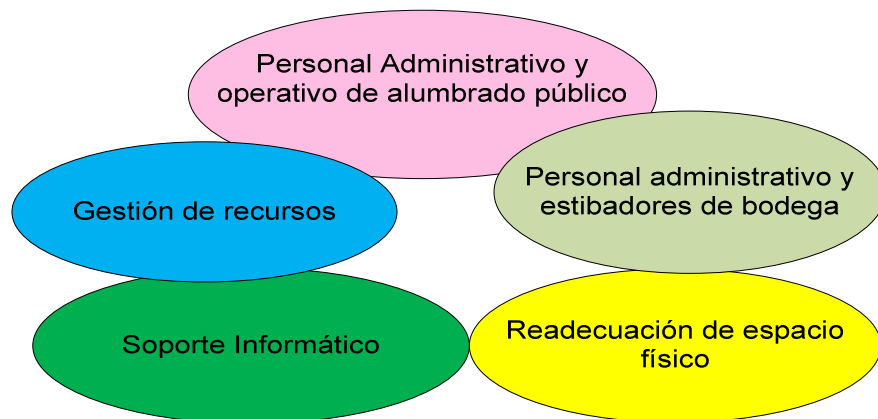 Personal Administrativo y
operativo de alumbrado público
Personal administrativo y
estibadores de bodega
Gestión de recursos
Soporte Informático
Readecuación de espacio
físico